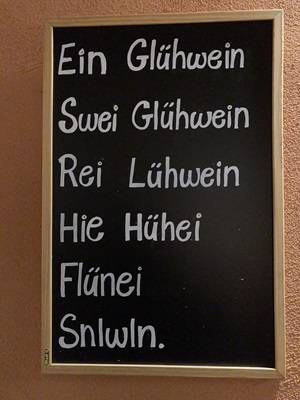 Ein Glühwein
Swei Glühwein
Rei Lühwein
Hie Hühei
Flünei
Snlwln.